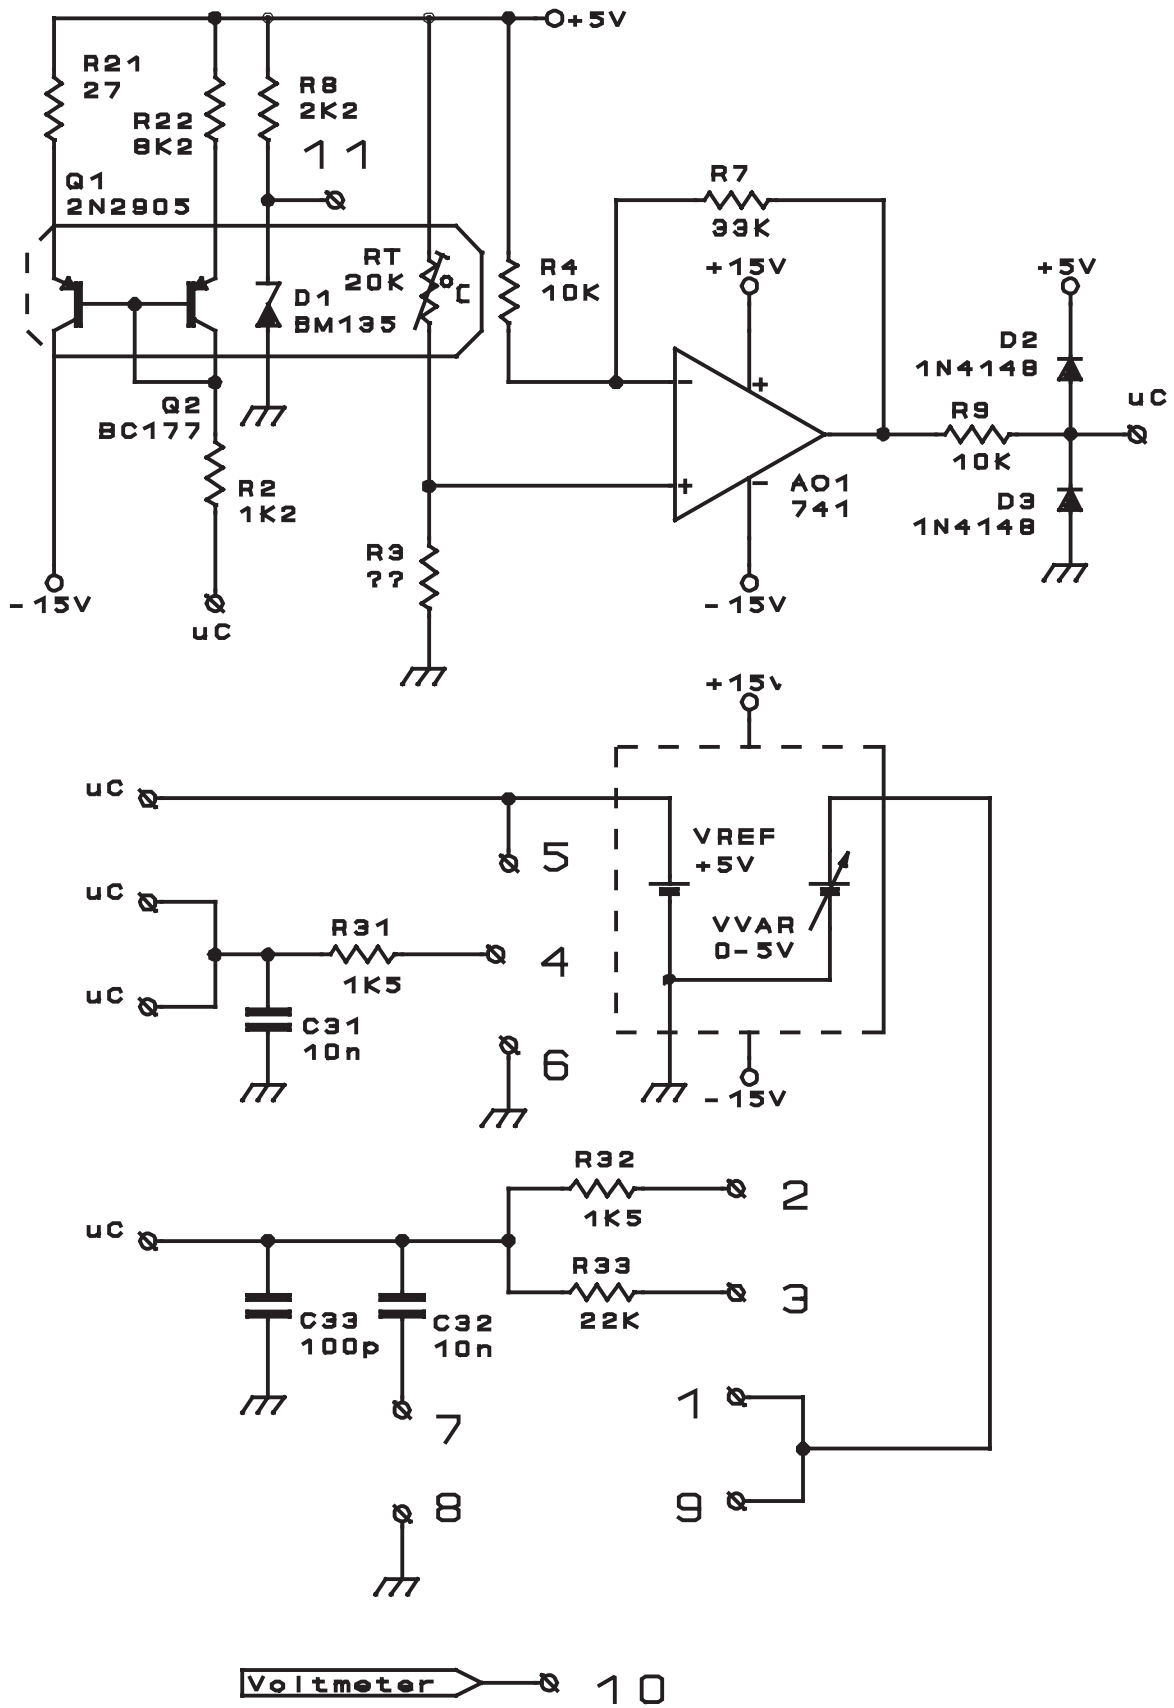 +5V
R21
27
R8
2K2
R22
8K2
11
Q1
2N2905
R7
33K
RT
20K
°C
R4
10K
+15V
+5V
D1
BM135
D2
1N4148
-
+
uC
Q2
BC177
R9
10K
R2
1K2
+
-
AO1
741
D3
1N4148
R3
??
-15V
-15V
uC
+15V
uC
5
VREF
+5V
uC
VVAR
0-5V
R31
1K5
4
uC
C31
10n
6
-15V
R32
1K5
2
uC
R33
22K
3
C33
100p
C32
10n
1
7
8
9
Voltmeter
10